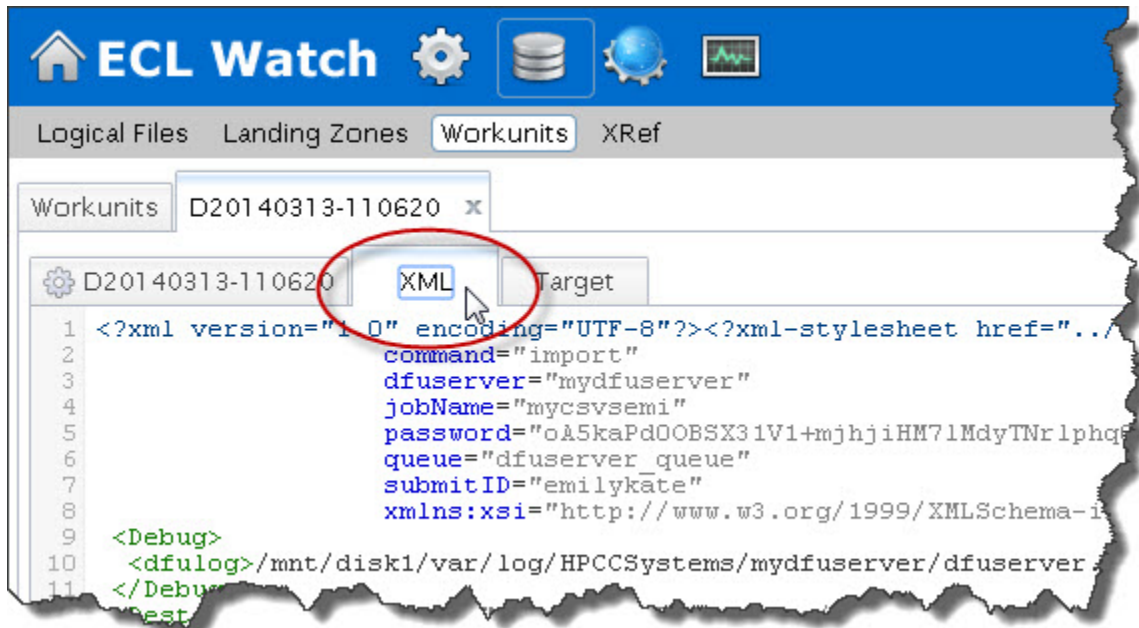 ECL Watch
Logical Files Landing Zones Workunits XRef
Workunits D20140313-110620 x
D20140313-110620 XML Target
1 <?xml version="1.0" encoding="UTF-8"?><?xml-stylesheet href="../
2 command="import"
3 dfuserver="mydfuserver"
4 jobName="mycsvsemi"
5 queue="dfuserver_queue"
6 password=
7 submitID="emilykate"
8 xmlns:xsi="http://www.w3.org/1999/XMLSchema-i
9 <Debug>
10 <dfulog>/mnt/disk1/var/log/HPCCSystems/mydfuserver/dfuserver.
11 </Debug